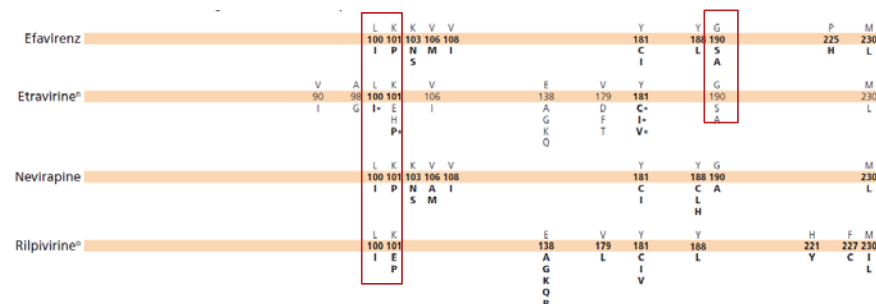 L K K V V Y Y G P M
Efavirenz 100 101 103 106 108 181 188 190 225 230
I P N M I C L S H L
S I A
V A L K V E V Y G M
Etravirineⁿ 90 98 100 101 106 138 179 181 190 230
I G I* E I A D C* S L
H G F I* A
P* K T V*
Q
L K K V V Y Y G M
Nevirapine 100 101 103 106 108 181 188 190 230
I P N A I C C A L
S M I L
H
L K E V Y Y H F M
Rilpivirineᵒ 100 101 138 179 181 188 221 227 230
I E A L C L Y C I
P G I L
K V
Q